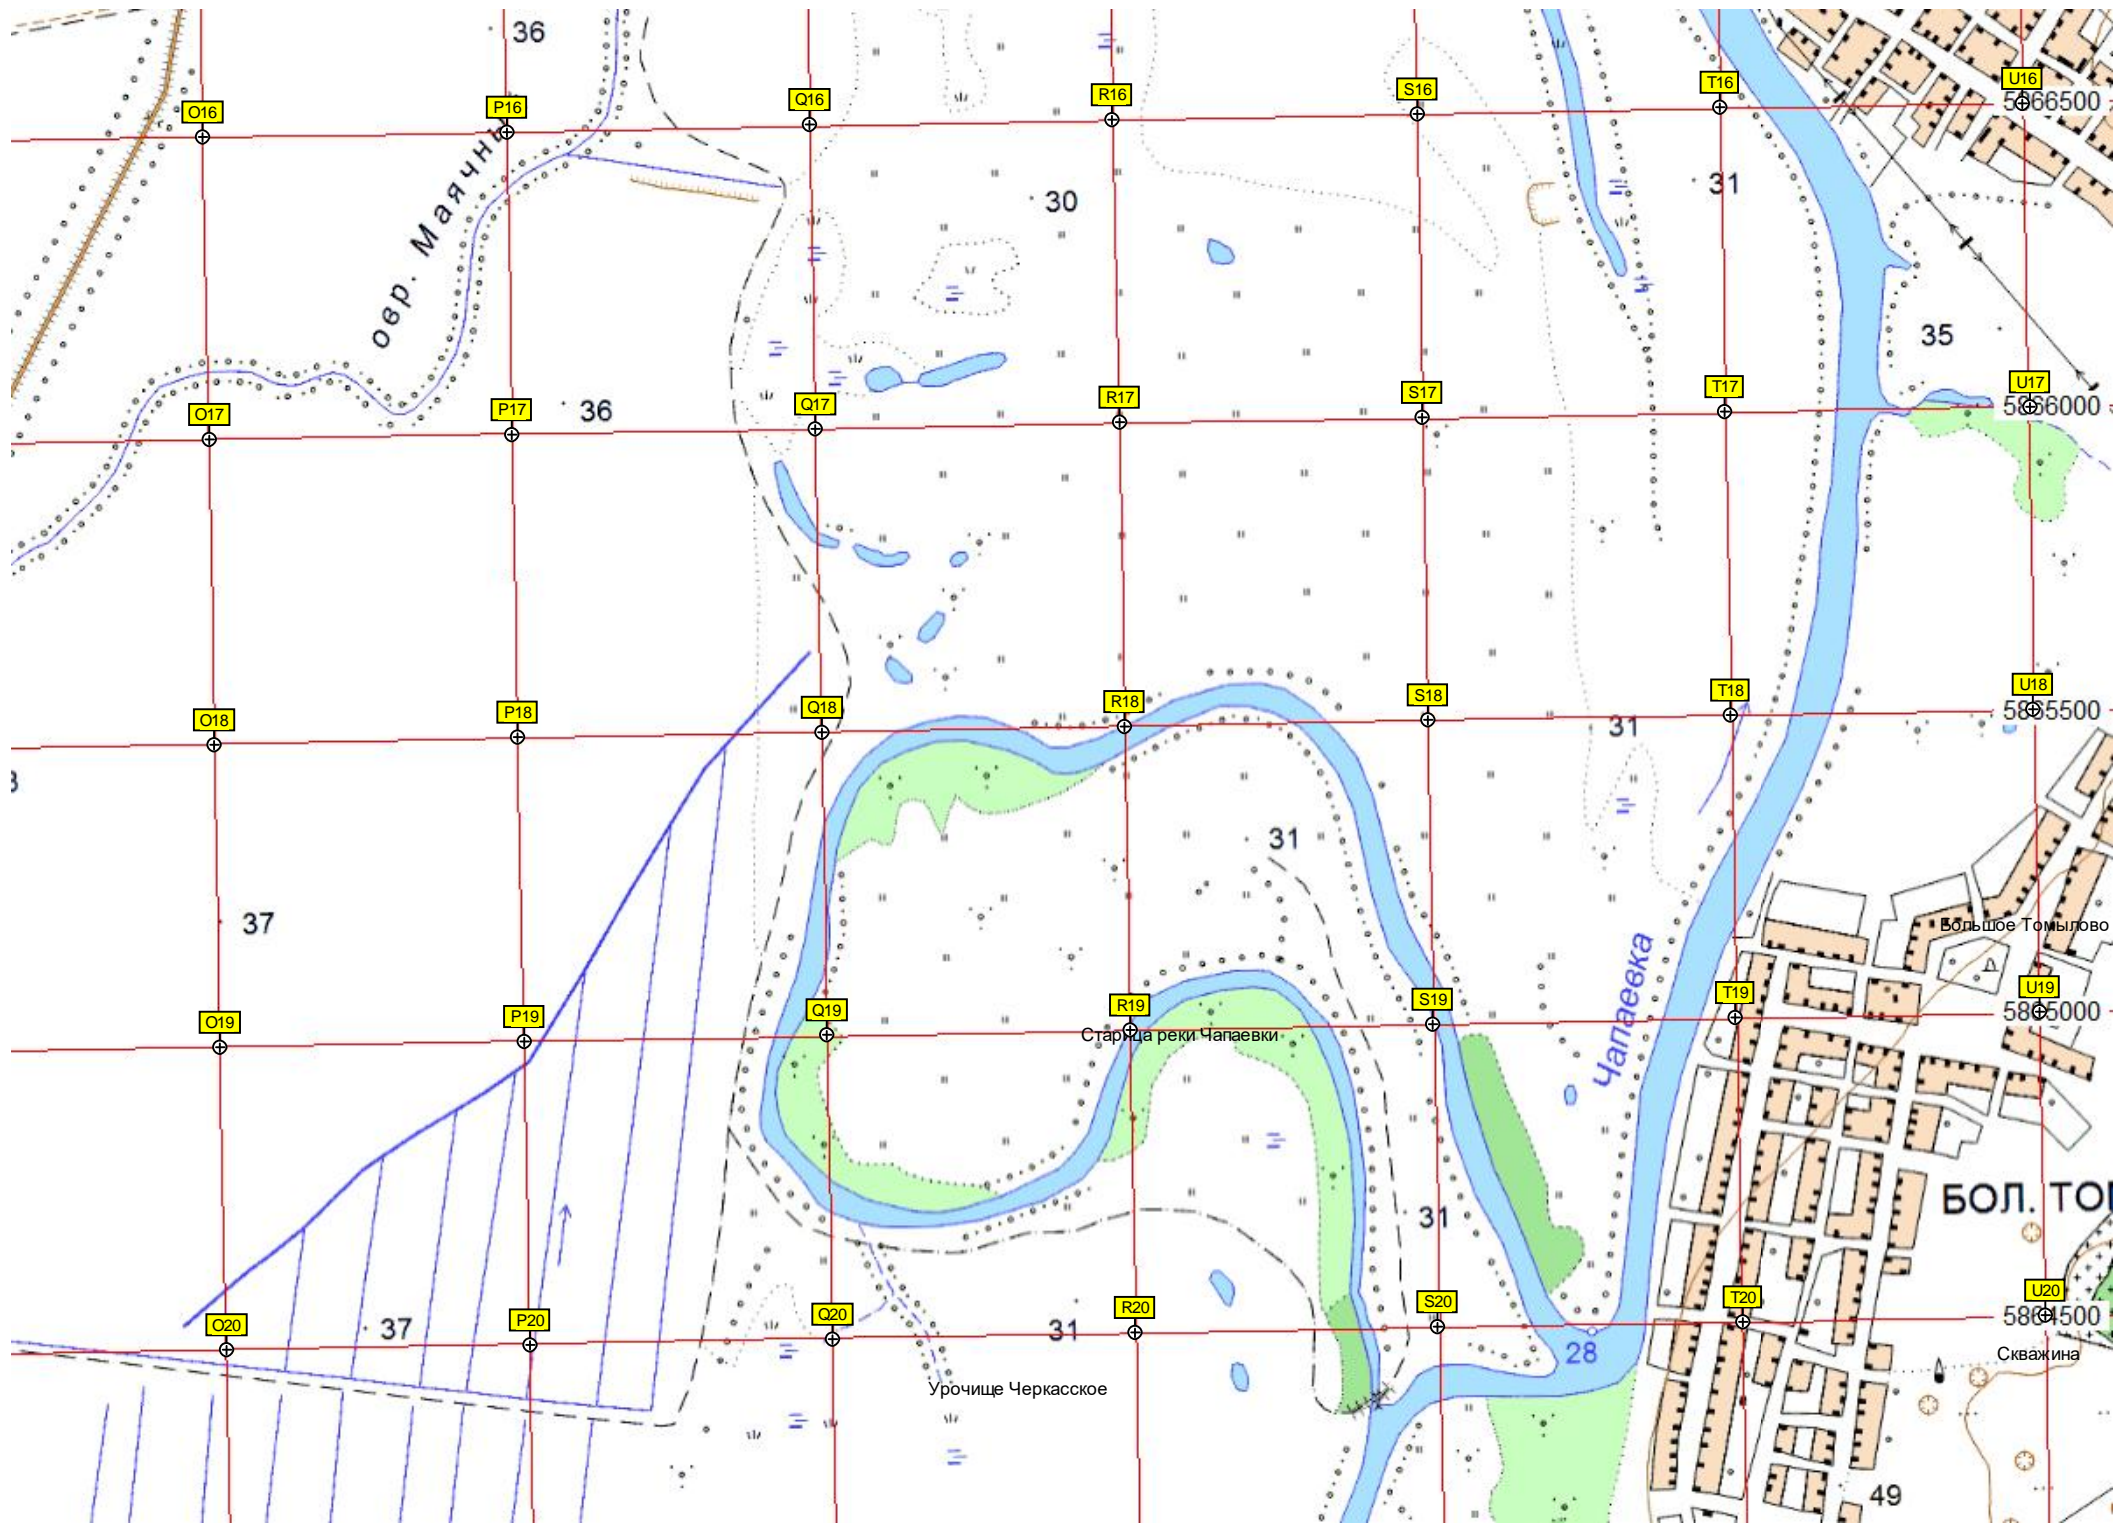 36
U16
T16
S16
R16
5866500
Q16
P16
O16
31
30
овр. Маячный
35
U17
T17
S17
R17
5866000
Q17
36
P17
O17
U18
T18
S18
R18
5865500
Q18
P18
O18
31
31
37
Большое Томылово
Чапаевка
U19
T19
S19
R19
5865000
Q19
P19
O19
Старица реки Чапаевки
БОЛ. ТО
31
U20
T20
S20
R20
5864500
Q20
P20
O20
37
31
28
Скважина
Урочище Черкасское
49